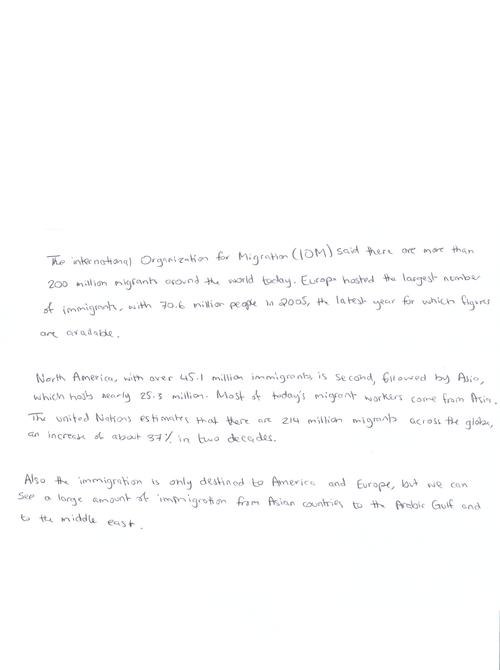 The international Organization for Migration (IOM) said there are more than
200 million migrants around the world today. Europe hosted the largest number
of immigrants, with 70.6 million people in 2005, the latest year for which figures
are available.
North America, with over 45.1 million immigrants is second, followed by Asia,
which hosts nearly 25.3 million. Most of today's migrant workers come from Asia.
The united Nations estimates that there are 214 million migrants across the globe,
an increase of about 37% in two decades.
Also the immigration is only destined to America and Europe, but we can
see a large amount of immigration from Asian countries to the Arabic Gulf and
to the middle east.